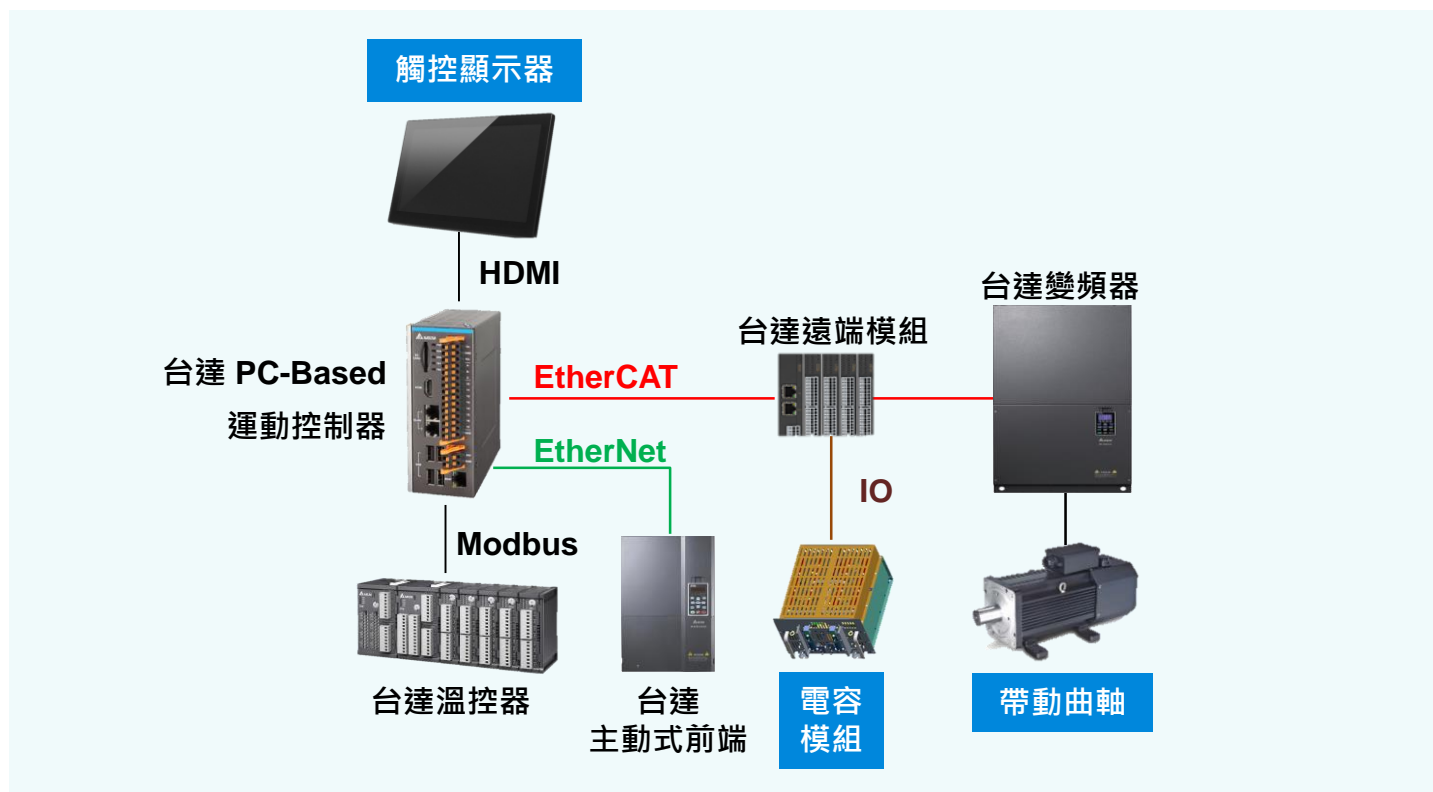 觸控顯示器
HDMI
台達變頻器
台達遠端模組
台達 PC-Based
運動控制器
EtherCAT
EtherNet
IO
Modbus
台達溫控器
台達
主動式前端
電容
模組
帶動曲軸